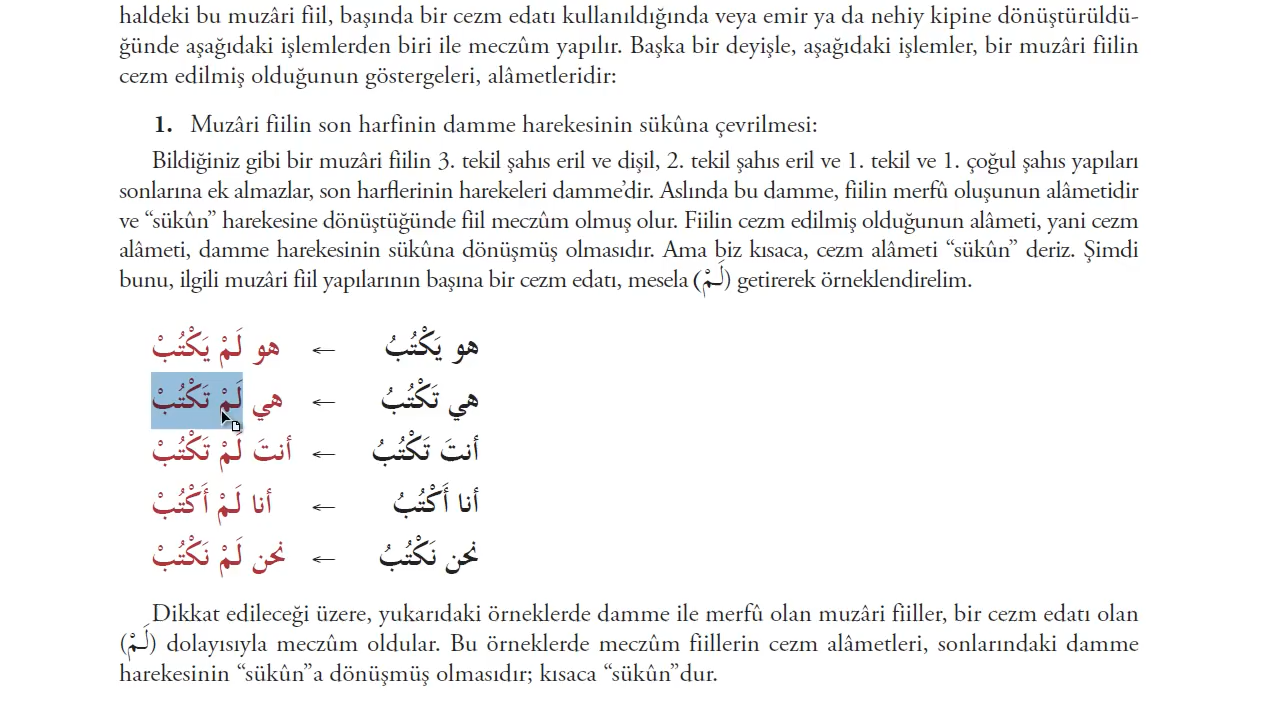 haldeki bu muzâri fiil, başında bir cezm edatı kullanıldığında veya emir ya da nehiy kipine dönüştürüldü-
ğünde aşağıdaki işlemlerden biri ile meczûm yapılır. Başka bir deyişle, aşağıdaki işlemler, bir muzâri fiilin
cezm edilmiş olduğunun göstergeleri, alâmetleridir:
1. Muzâri fiilin son harfinin damme harekesinin sükûna çevrilmesi:
Bildiğiniz gibi bir muzâri fiilin 3. tekil şahıs eril ve dişil, 2. tekil şahıs eril ve 1. tekil ve 1. çoğul şahıs yapıları
sonlarına ek almazlar, son harflerinin harekeleri damme’dir. Aslında bu damme, fiilin merfû oluşunun alâmetidir
ve “sükûn” harekesine dönüştüğünde fiil meczûm olmuş olur. Fiilin cezm edilmiş olduğunun alâmeti, yani cezm
alâmeti, damme harekesinin sükûna dönüşmüş olmasıdır. Ama biz kısaca, cezm alâmeti “sükûn” deriz. Şimdi
bunu, ilgili muzâri fiil yapılarının başına bir cezm edatı, mesela (لَمْ) getirerek örneklendirelim.
هو يَكْتُبُ ← هو لَمْ يَكْتُبْ
هي تَكْتُبُ ← هي لَمْ تَكْتُبْ
أنتَ تَكْتُبُ ← أنتَ لَمْ تَكْتُبْ
أنا أَكْتُبُ ← أنا لَمْ أَكْتُبْ
نحن نَكْتُبُ ← نحن لَمْ نَكْتُبْ
Dikkat edileceği üzere, yukarıdaki örneklerde damme ile merfû olan muzâri fiiller, bir cezm edatı olan
(لَمْ) dolayısıyla meczûm oldular. Bu örneklerde meczûm fiillerin cezm alâmetleri, sonlarındaki damme
harekesinin “sükûn”a dönüşmüş olmasıdır; kısaca “sükûn”dur.